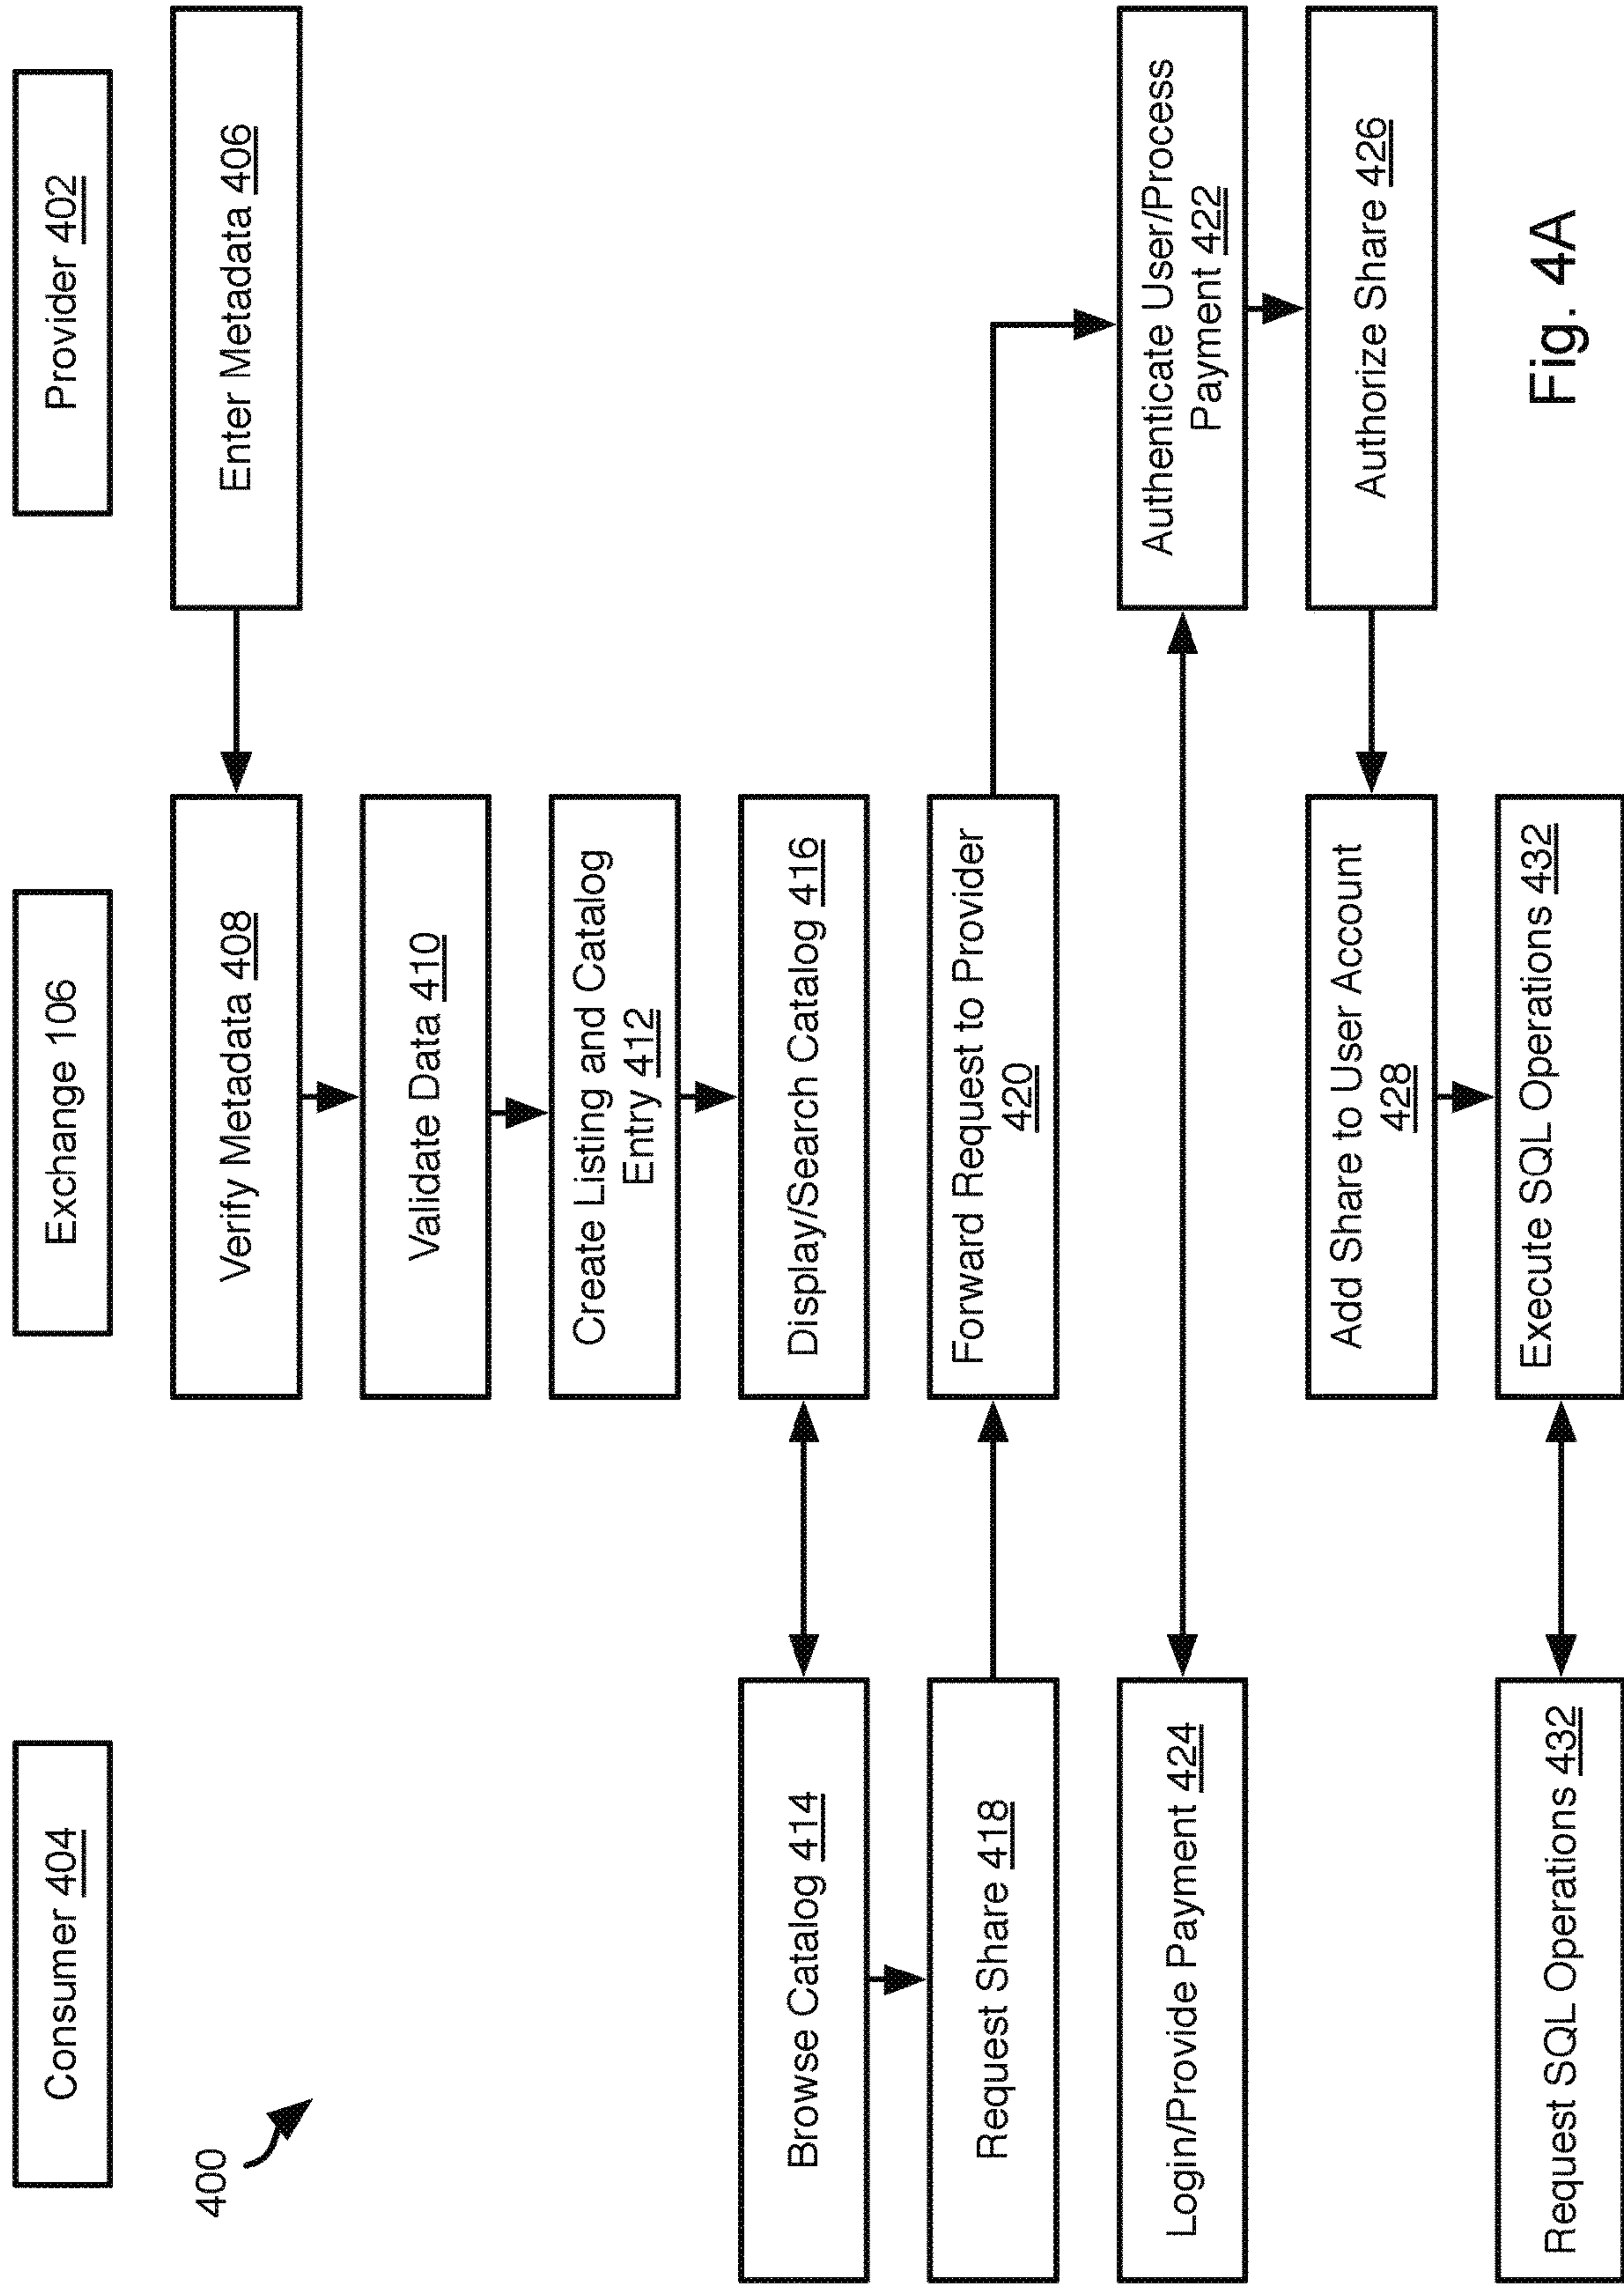 400
Consumer 404
Exchange 106
Provider 402
Enter Metadata 406
Verify Metadata 408
Validate Data 410
Create Listing and Catalog
Entry 412
Browse Catalog 414
Display/Search Catalog 416
Request Share 418
Forward Request to Provider
420
Login/Provide Payment 424
Authenticate User/Process
Payment 422
Add Share to User Account
428
Authorize Share 426
Request SQL Operations 432
Execute SQL Operations 432
Fig. 4A